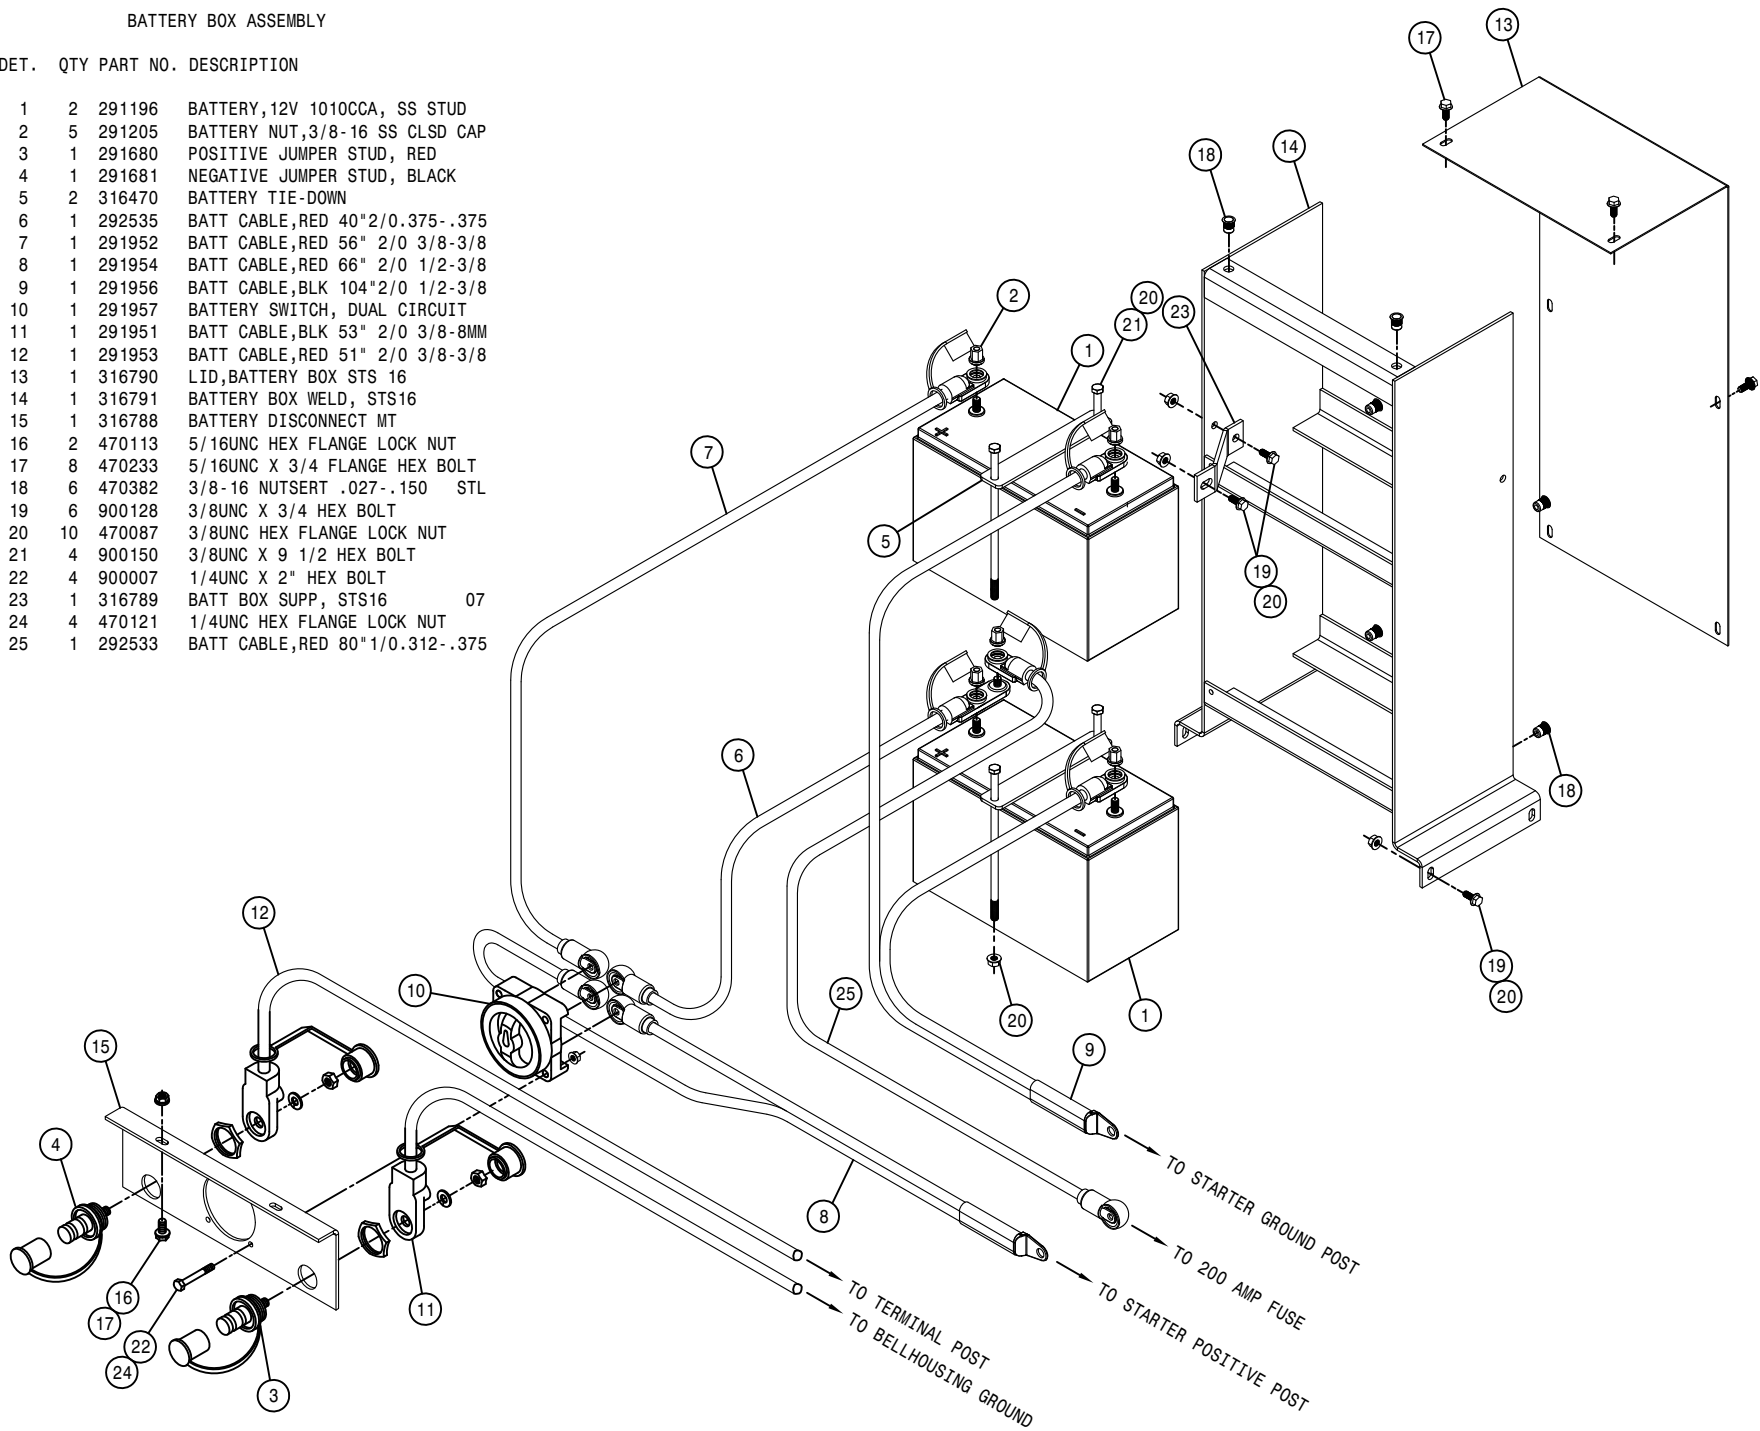 BATTERY BOX ASSEMBLY
DET. QTY PART NO. DESCRIPTION
1 2 291196 BATTERY,12V 1010CCA, SS STUD
2 5 291205 BATTERY NUT,3/8-16 SS CLSD CAP
3 1 291680 POSITIVE JUMPER STUD, RED
4 1 291681 NEGATIVE JUMPER STUD, BLACK
5 2 316470 BATTERY TIE-DOWN
6 1 292535 BATT CABLE,RED 40"2/0.375-.375
7 1 291952 BATT CABLE,RED 56" 2/0 3/8-3/8
8 1 291954 BATT CABLE,RED 66" 2/0 1/2-3/8
9 1 291956 BATT CABLE,BLK 104"2/0 1/2-3/8
10 1 291957 BATTERY SWITCH, DUAL CIRCUIT
11 1 291951 BATT CABLE,BLK 53" 2/0 3/8-8MM
12 1 291953 BATT CABLE,RED 51" 2/0 3/8-3/8
13 1 316790 LID,BATTERY BOX STS 16
14 1 316791 BATTERY BOX WELD, STS16
15 1 316788 BATTERY DISCONNECT MT
16 2 470113 5/16UNC HEX FLANGE LOCK NUT
17 8 470233 5/16UNC X 3/4 FLANGE HEX BOLT
18 6 470382 3/8-16 NUTSERT .027-.150 STL
19 6 900128 3/8UNC X 3/4 HEX BOLT
20 10 470087 3/8UNC HEX FLANGE LOCK NUT
21 4 900150 3/8UNC X 9 1/2 HEX BOLT
22 4 900007 1/4UNC X 2" HEX BOLT
23 1 316789 BATT BOX SUPP, STS16 07
24 4 470121 1/4UNC HEX FLANGE LOCK NUT
25 1 292533 BATT CABLE,RED 80"1/0.312-.375
13
17
14
18
2
20
21
23
1
7
5
19
20
6
18
12
10
25
20
1
19
20
15
9
4
8
16
17
11
22
24
3
+
-
+
-
TO STARTER GROUND POST
TO 200 AMP FUSE
TO STARTER POSITIVE POST
TO TERMINAL POST
TO BELLHOUSING GROUND